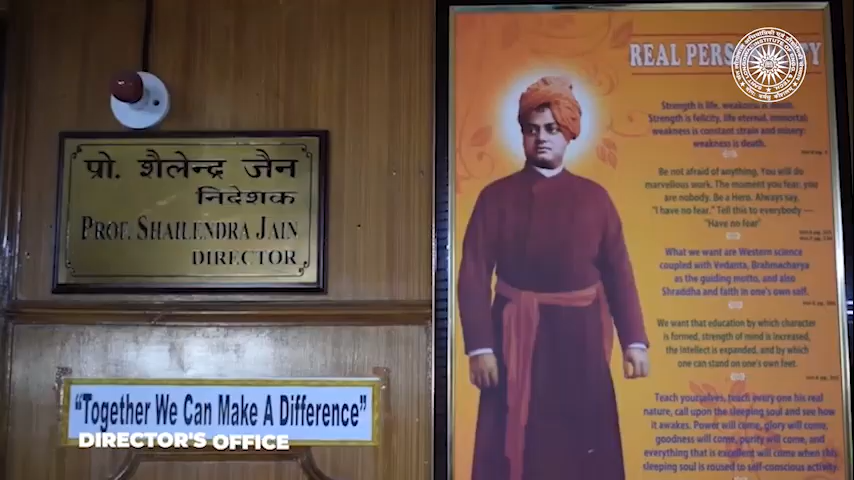 प्रो. शैलेन्द्र जैन
निदेशक
PROF. SHAILENDRA JAIN
DIRECTOR
"Together We Can Make A Difference"
DIRECTOR'S OFFICE
REAL
Strength is life, weakness is
Strength is felicity, life eternal, immortal;
weakness is constant strain and misery:
weakness is death.
Be not afraid of anything. You will do
marvellous work. The moment you fear, you
are nobody. Be a Hero. Always say,
"I have no fear." Tell this to everybody —
"Have no fear"
What we want are Western science
coupled with Vedanta, Brahmacharya
as the guiding motto, and also
Shraddha and faith in one's own self.
We want that education by which character
is formed, strength of mind is increased,
the intellect is expanded, and by which
one can stand on one's own feet.
Teach yourselves, teach every one his real
nature, call upon the sleeping soul and see how
it awakes. Power will come, glory will come,
goodness will come, purity will come, and
everything that is excellent will come when this
sleeping soul is roused to self-conscious activity.